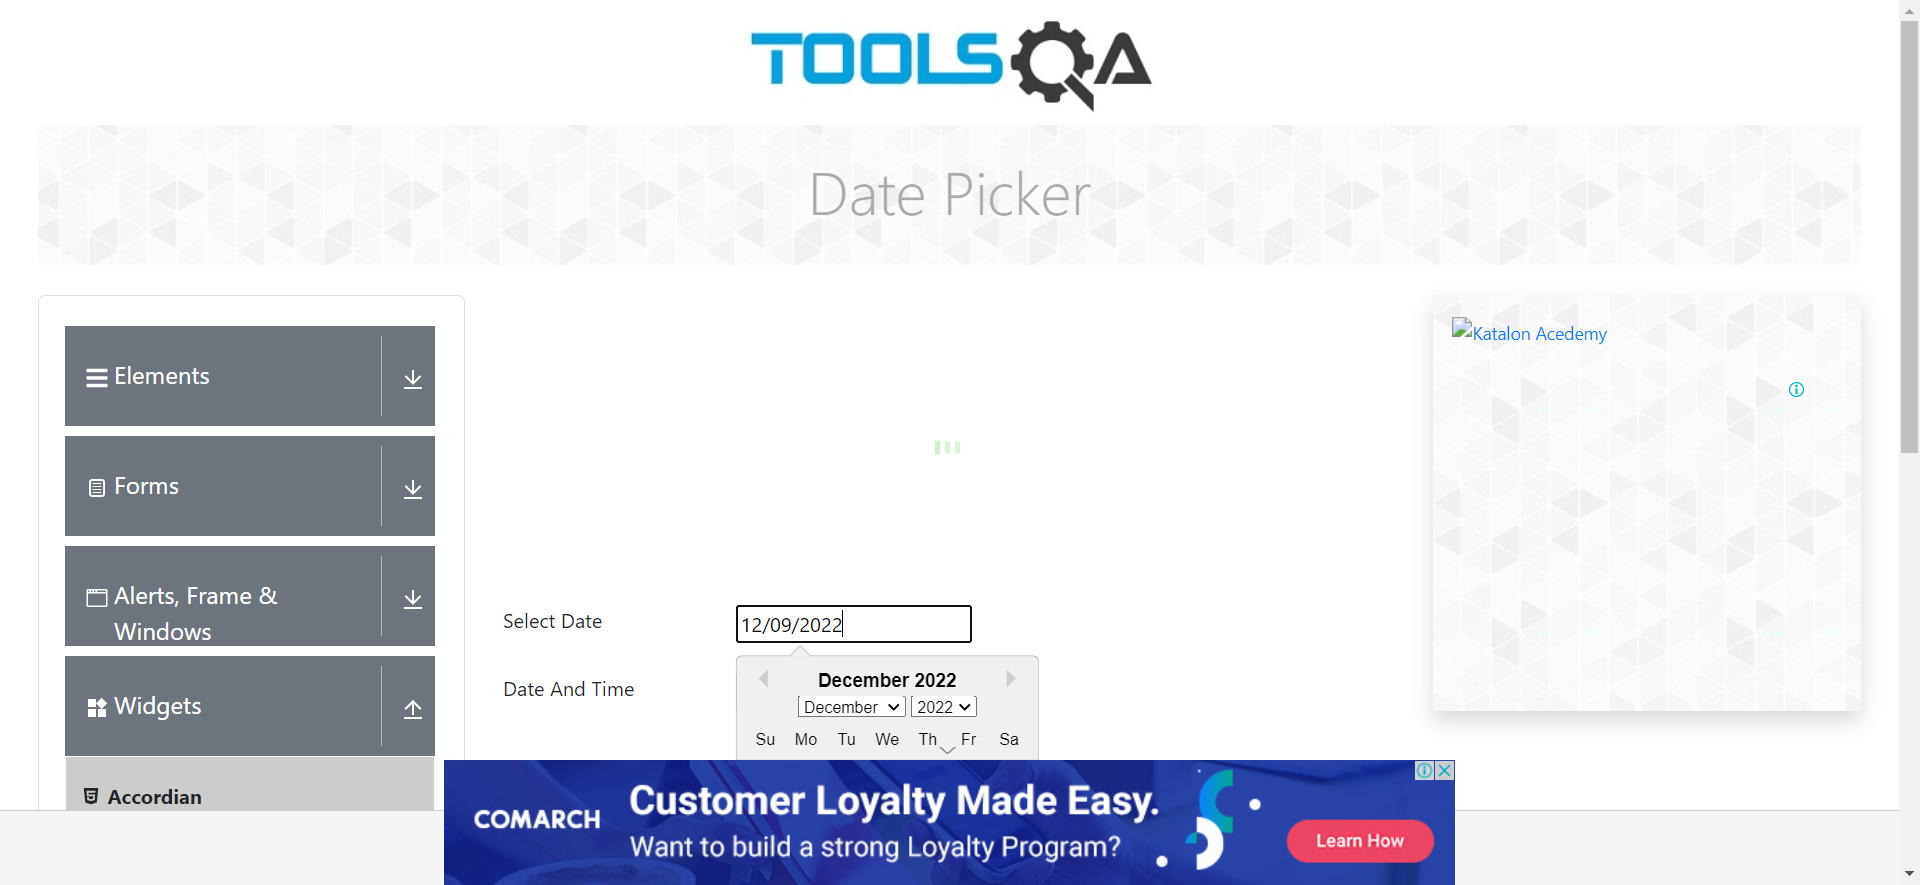 TOOLSQA
Date Picker
Elements
Forms
Alerts, Frame &
Windows
Widgets
Accordian
Katalon Acedemy
Select Date
12/09/2022
Date And Time
December 2022
December 2022
Su Mo Tu We Th Fr Sa
COMARCH
Customer Loyalty Made Easy.
Want to build a strong Loyalty Program?
Learn How